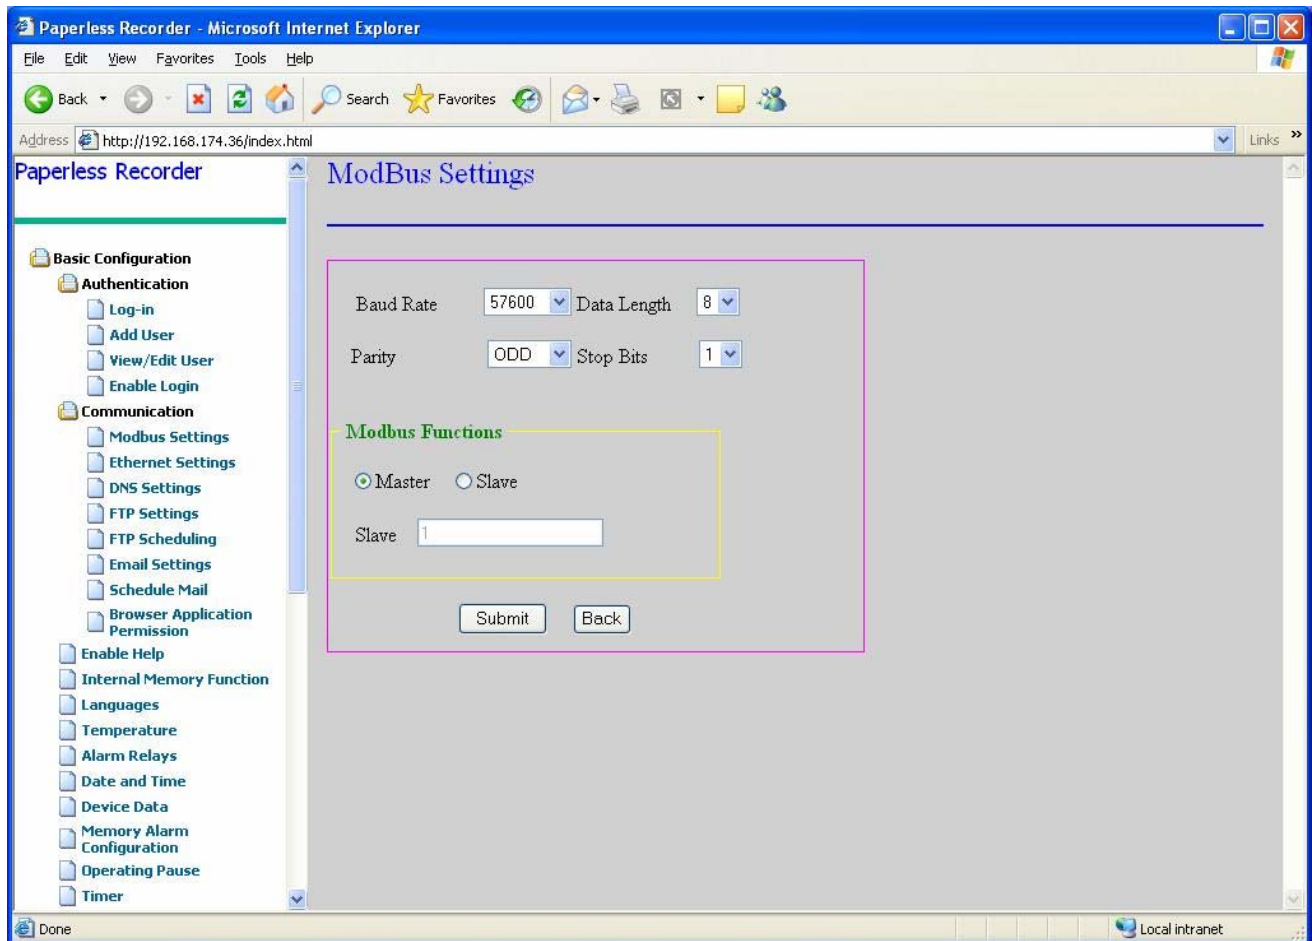 Paperless Recorder - Microsoft Internet Explorer
File Edit View Favorites Tools Help
Back Search Favorites
Address http://192.168.174.36/index.html Links »
Paperless Recorder
Basic Configuration
Authentication
Log-in
Add User
View/Edit User
Enable Login
Communication
Modbus Settings
Ethernet Settings
DNS Settings
FTP Settings
FTP Scheduling
Email Settings
Schedule Mail
Browser Application
Permission
Enable Help
Internal Memory Function
Languages
Temperature
Alarm Relays
Date and Time
Device Data
Memory Alarm
Configuration
Operating Pause
Timer
ModBus Settings
Baud Rate 57600 Data Length 8
Parity ODD Stop Bits 1
Modbus Functions
Master Slave
Slave 1
Submit Back
Done Local intranet